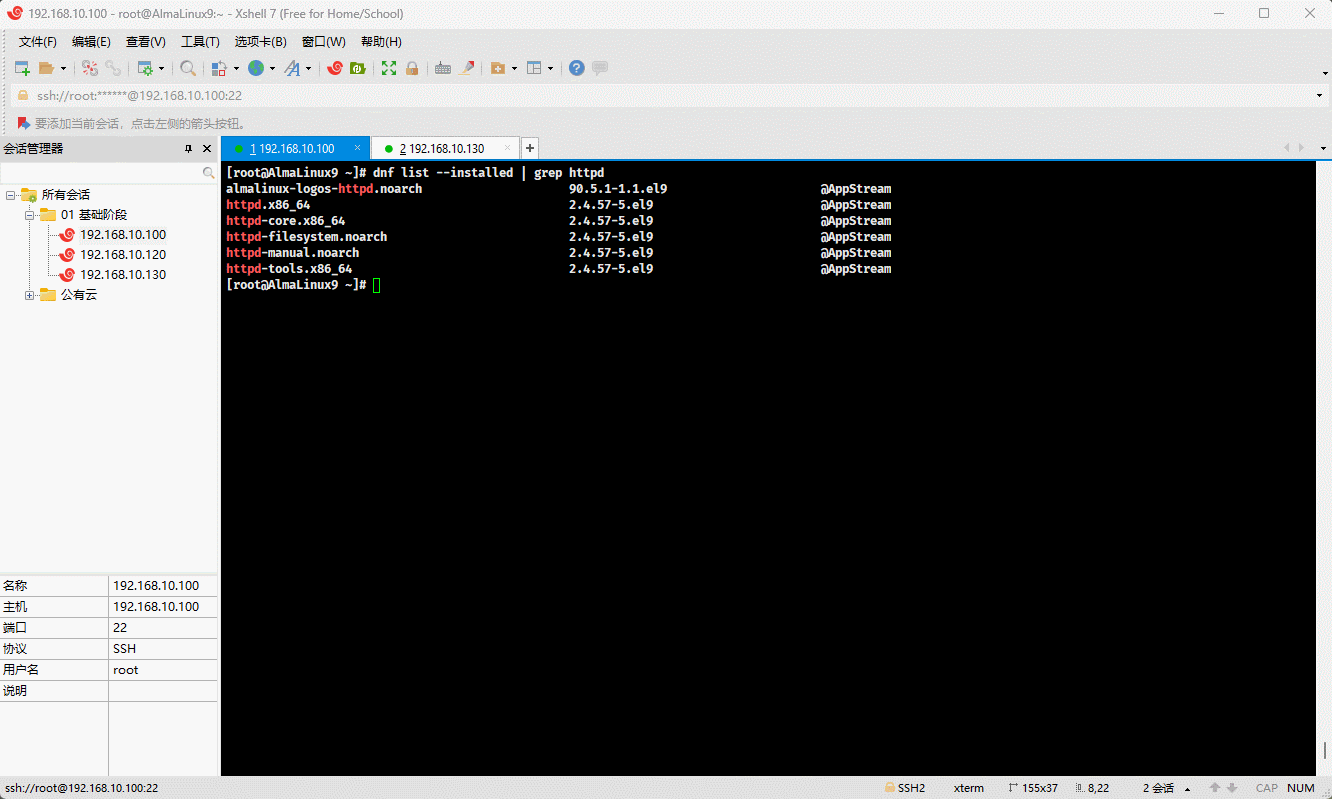 192.168.10.100 - root@AlmaLinux9:~ - Xshell 7 (Free for Home/School)
文件(F) 编辑(E) 查看(V) 工具(T) 选项卡(B) 窗口(W) 帮助(H)
ssh://root:******@192.168.10.100:22
要添加当前会话，点击左侧的箭头按钮。
会话管理器
1 192.168.10.100
2 192.168.10.130
所有会话
01 基础阶段
192.168.10.100
192.168.10.120
192.168.10.130
公有云
[root@AlmaLinux9 ~]# dnf list --installed | grep httpd
almalinux-logos-httpd.noarch 90.5.1-1.1.el9 @AppStream
httpd.x86_64 2.4.57-5.el9 @AppStream
httpd-core.x86_64 2.4.57-5.el9 @AppStream
httpd-filesystem.noarch 2.4.57-5.el9 @AppStream
httpd-manual.noarch 2.4.57-5.el9 @AppStream
httpd-tools.x86_64 2.4.57-5.el9 @AppStream
[root@AlmaLinux9 ~]#
名称 192.168.10.100
主机 192.168.10.100
端口 22
协议 SSH
用户名 root
说明
ssh://root@192.168.10.100:22 SSH2 xterm 155x37 8,22 2 会话 CAP NUM